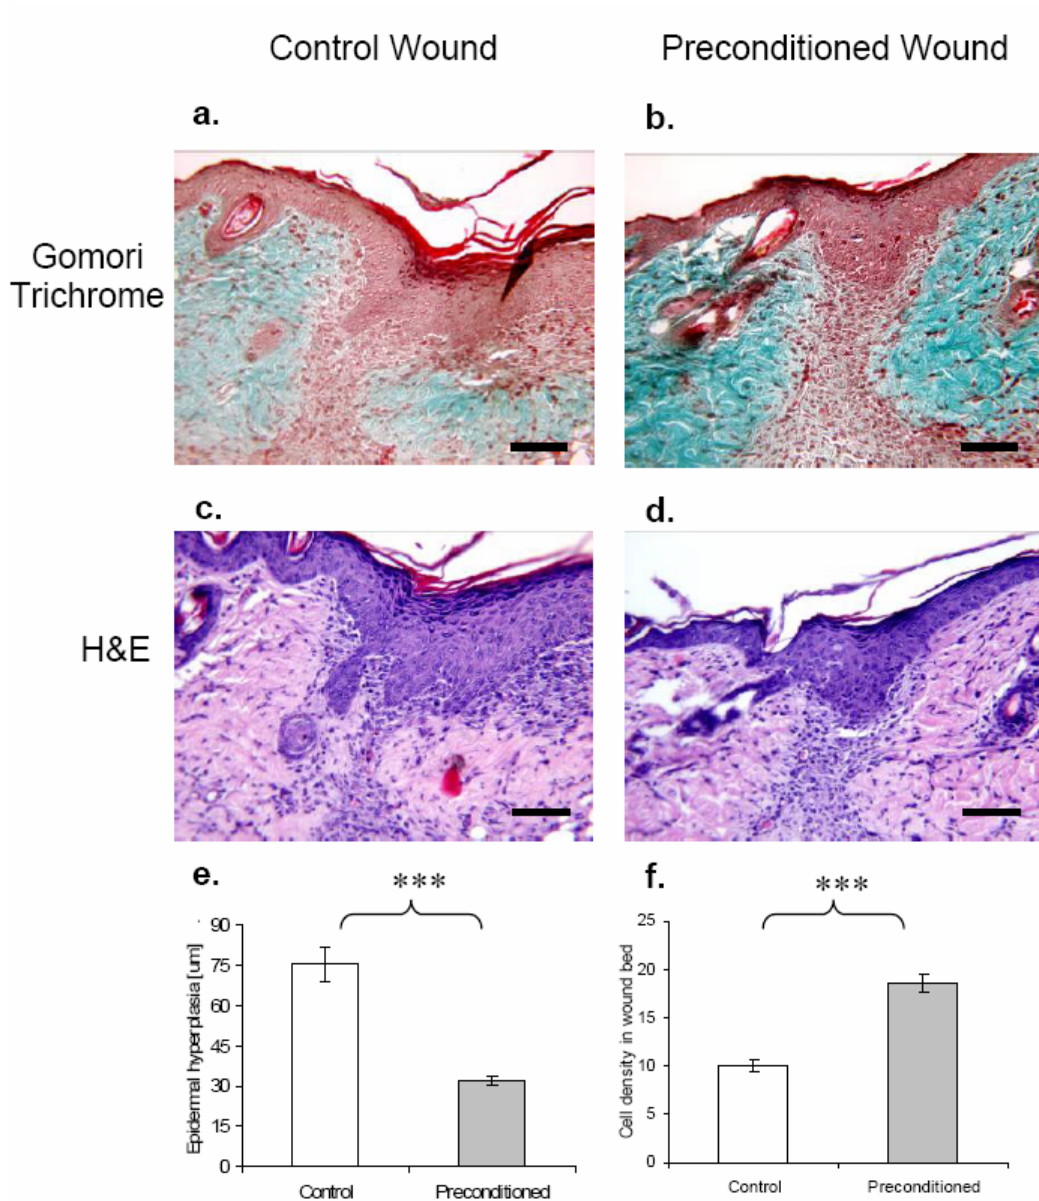 Control Wound
Preconditioned Wound
a.
b.
Gomori
Trichrome
c.
d.
H&E
e.
***
90
75
60
45
30
15
0
Epidermal hyperplasia [um]
Control
Preconditioned
f.
***
25
20
15
10
5
0
Cell density in wound bed
Control
Preconditioned